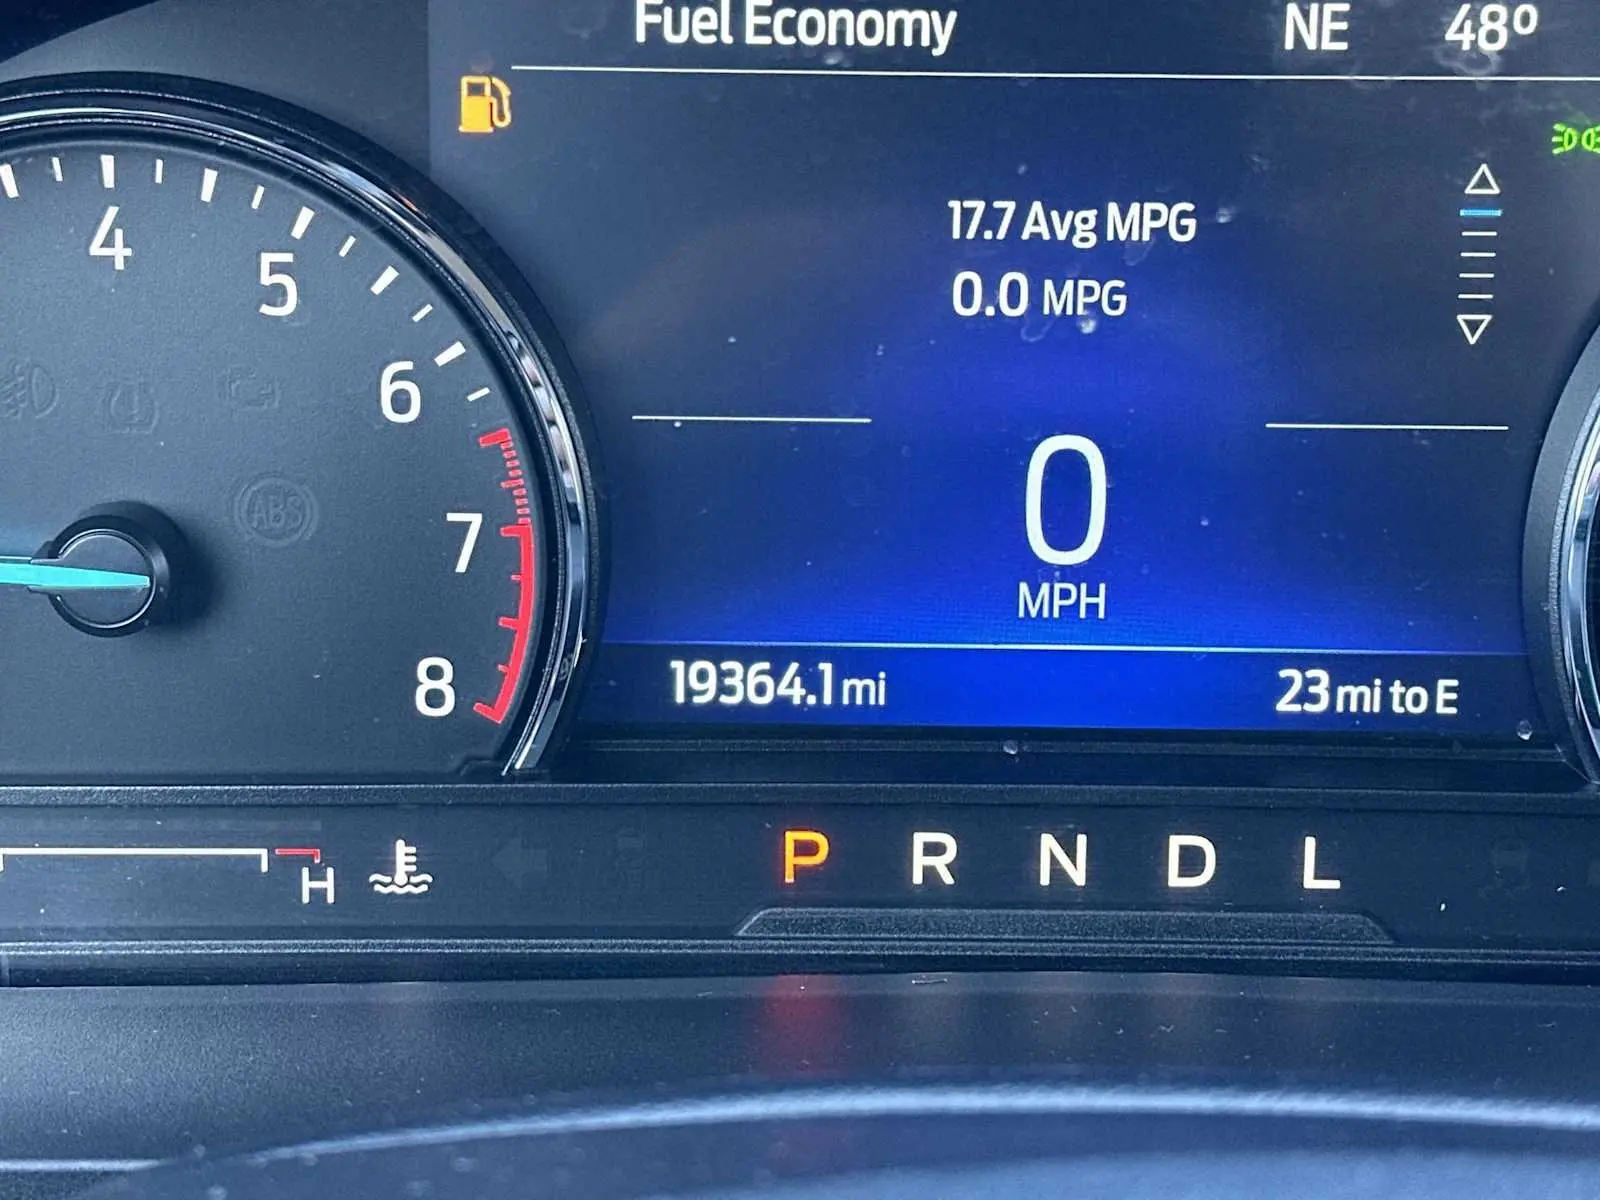 Fuel Economy NE 48°
17.7 Avg MPG
0.0 MPG
4
5
6
7
8
ABS
0
MPH
19364.1 mi 23 mi to E
H
P R N D L